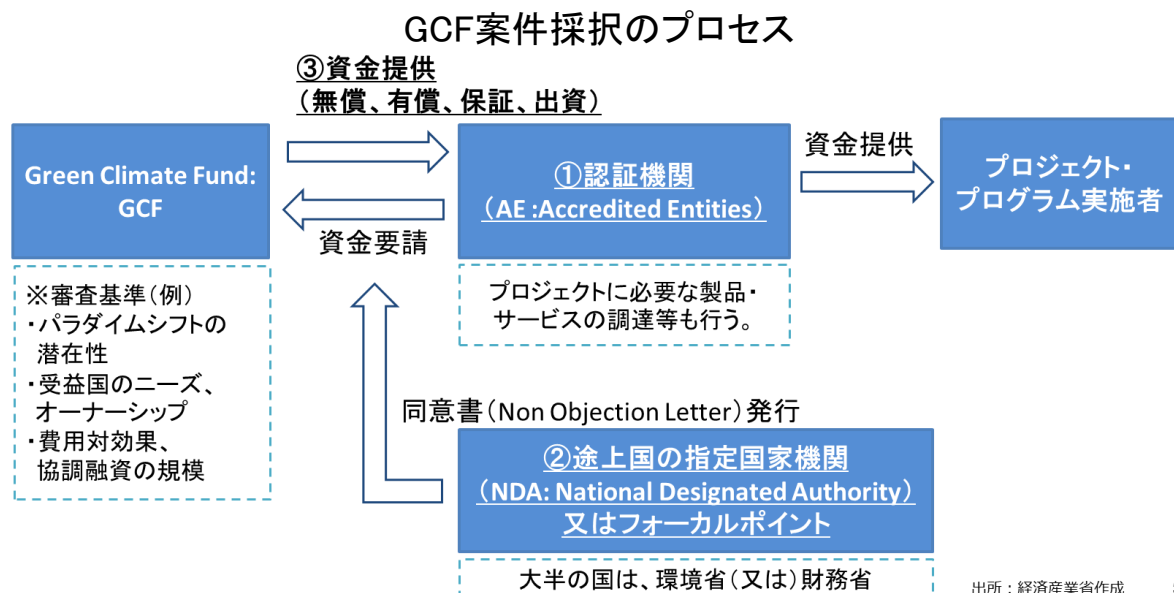 GCF案件採択のプロセス
③資金提供
（無償、有償、保証、出資）
Green Climate Fund:
GCF
①認証機関
（AE :Accredited Entities）
資金提供
プロジェクト・
プログラム実施者
資金要請
※審査基準（例）
・パラダイムシフトの
潜在性
・受益国のニーズ、
オーナーシップ
・費用対効果、
協調融資の規模
プロジェクトに必要な製品・
サービスの調達等も行う。
同意書（Non Objection Letter）発行
②途上国の指定国家機関
（NDA: National Designated Authority）
又はフォーカルポイント
大半の国は、環境省（又は）財務省
出所：経済産業省作成